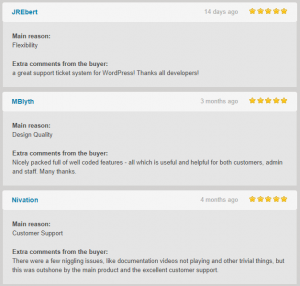 JREbert 14 days ago
Main reason:
Flexibility
Extra comments from the buyer:
a great support ticket system for WordPress! Thanks all developers!
MBlyth 3 months ago
Main reason:
Design Quality
Extra comments from the buyer:
Nicely packed full of well coded features - all which is useful and helpful for both customers, admin
and staff. Many thanks.
Nivation 4 months ago
Main reason:
Customer Support
Extra comments from the buyer:
There were a few niggling issues, like documentation videos not playing and other trivial things, but
this was outshone by the main product and the excellent customer support.